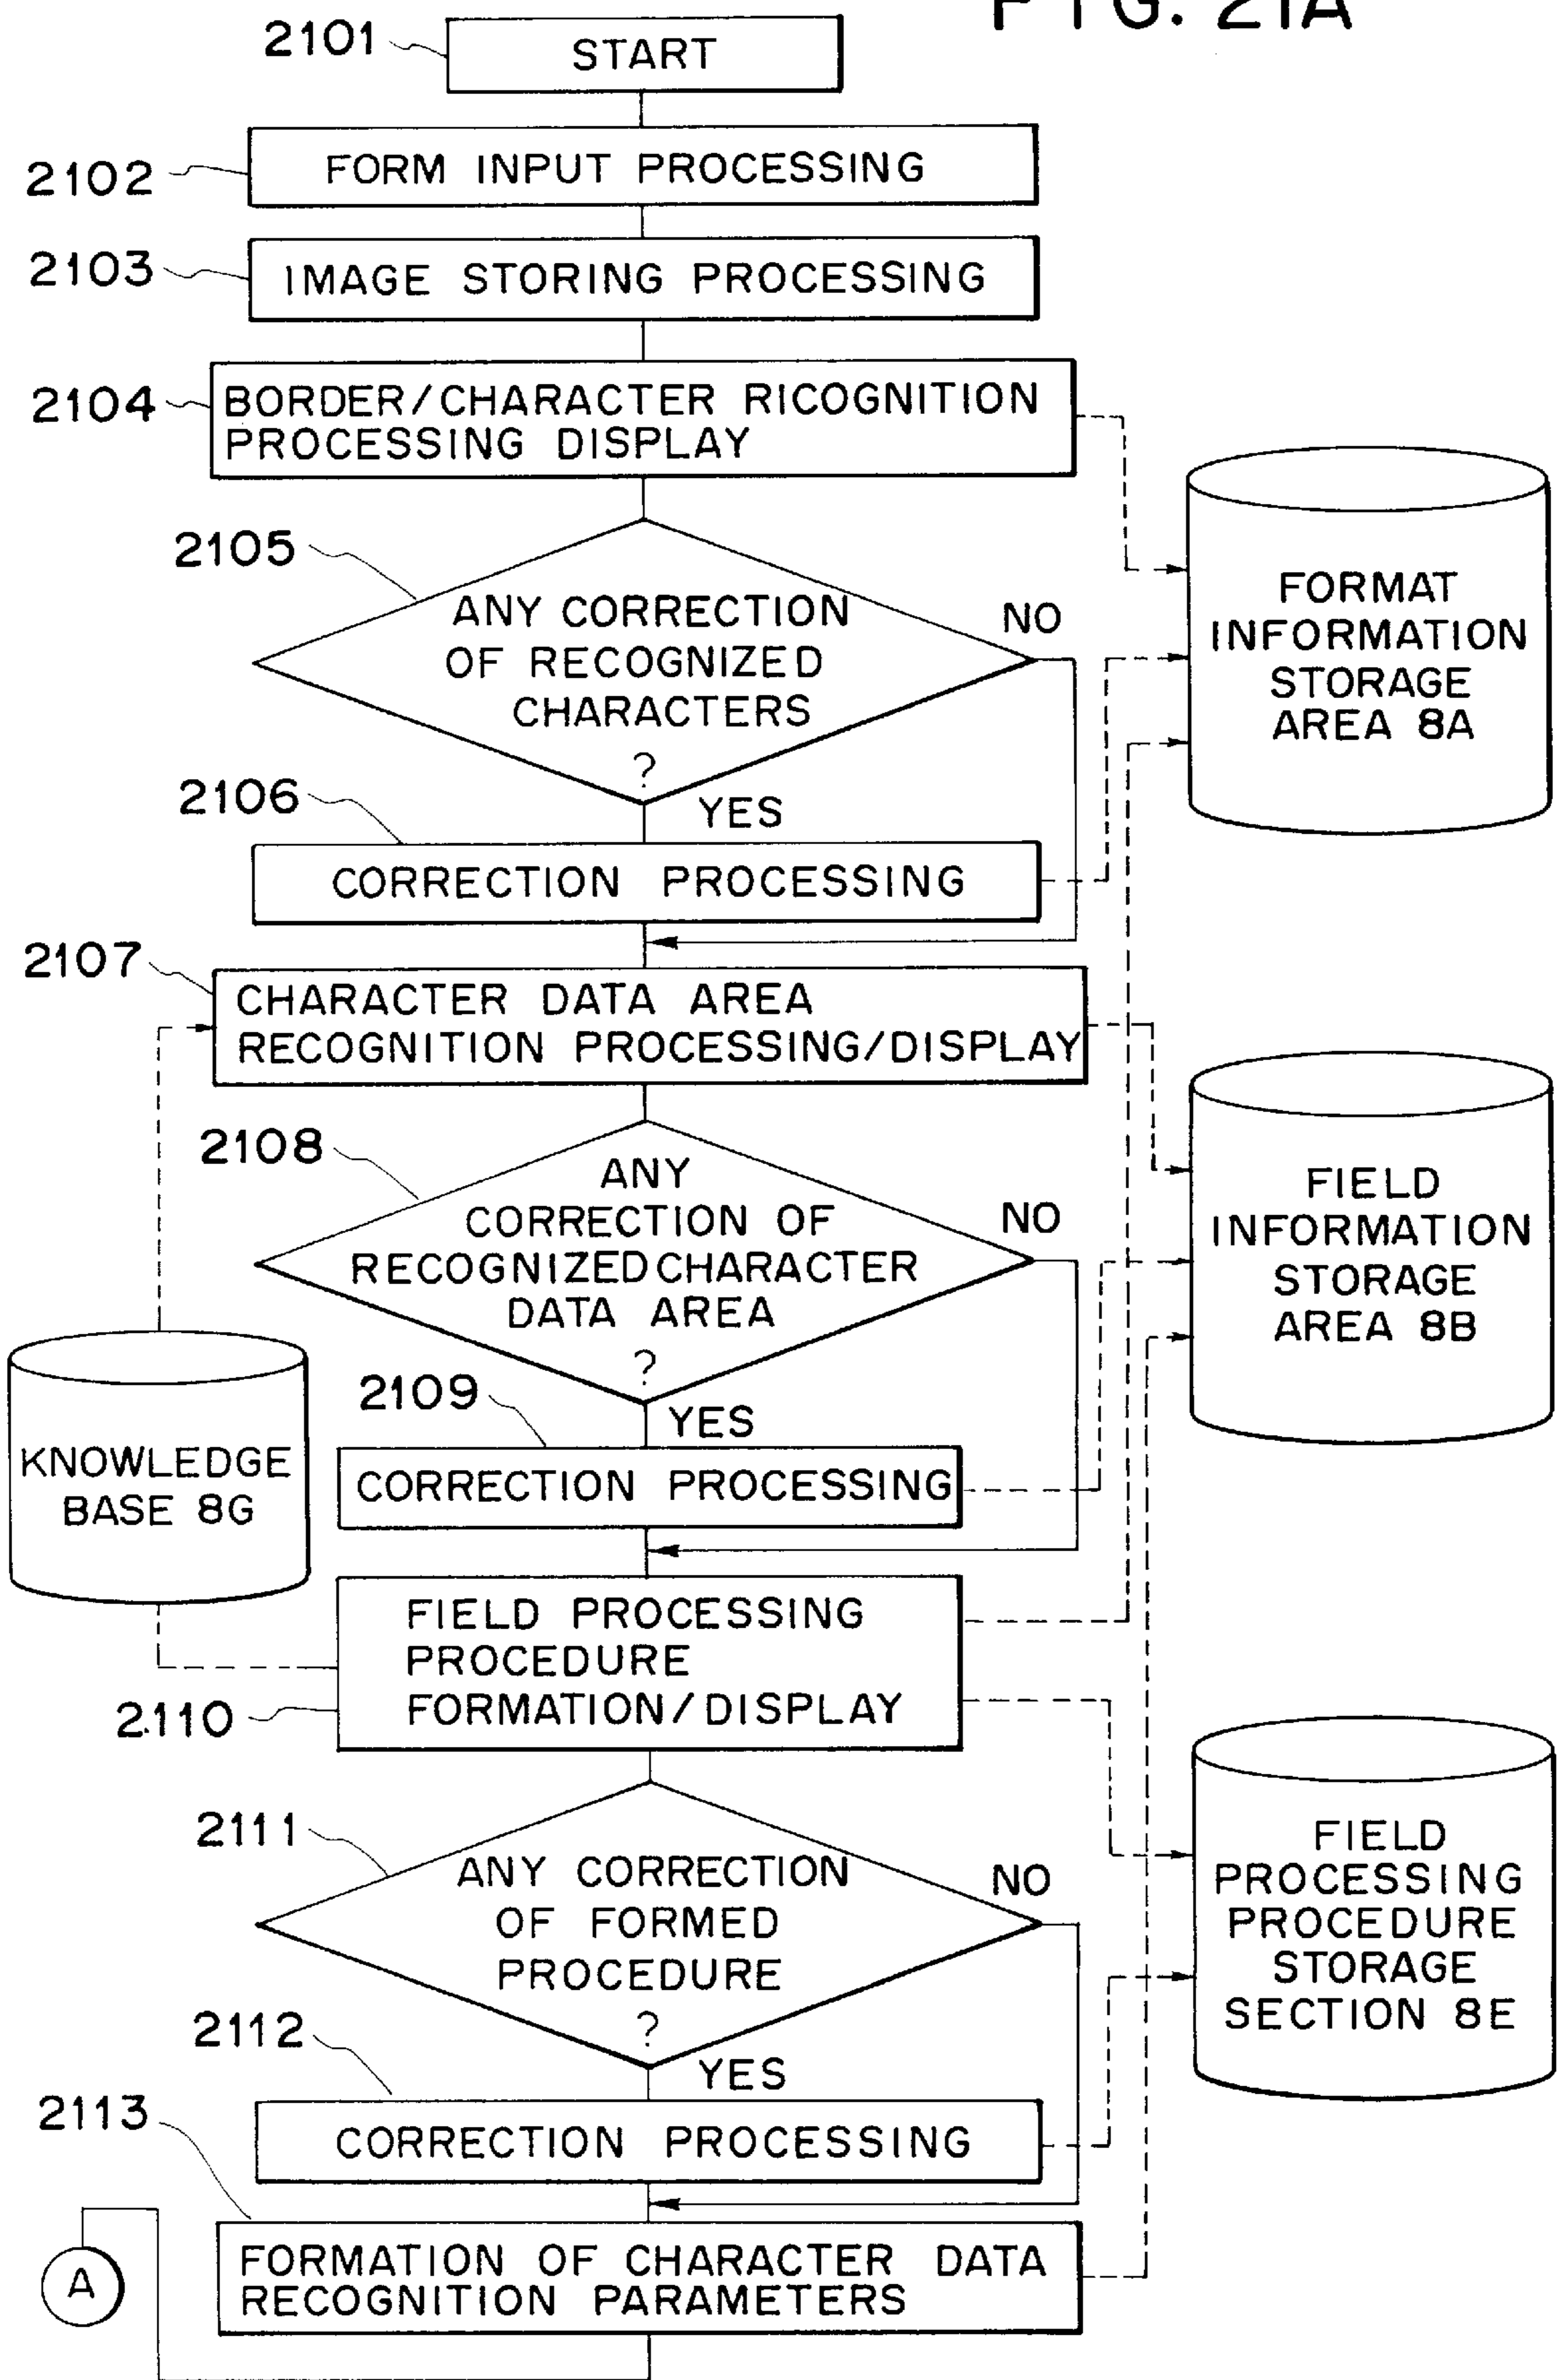 FIG. 21A
2101
START
2102
FORM INPUT PROCESSING
2103
IMAGE STORING PROCESSING
2104
BORDER/CHARACTER RICOGNITION
PROCESSING DISPLAY
2105
ANY CORRECTION
OF RECOGNIZED
CHARACTERS
?
NO
YES
FORMAT
INFORMATION
STORAGE
AREA 8A
2106
CORRECTION PROCESSING
2107
CHARACTER DATA AREA
RECOGNITION PROCESSING/DISPLAY
2108
ANY
CORRECTION OF
RECOGNIZED CHARACTER
DATA AREA
?
NO
YES
FIELD
INFORMATION
STORAGE
AREA 8B
KNOWLEDGE
BASE 8G
2109
CORRECTION PROCESSING
2110
FIELD PROCESSING
PROCEDURE
FORMATION/DISPLAY
2111
ANY CORRECTION
OF FORMED
PROCEDURE
?
NO
YES
FIELD
PROCESSING
PROCEDURE
STORAGE
SECTION 8E
2112
CORRECTION PROCESSING
2113
FORMATION OF CHARACTER DATA
RECOGNITION PARAMETERS
A